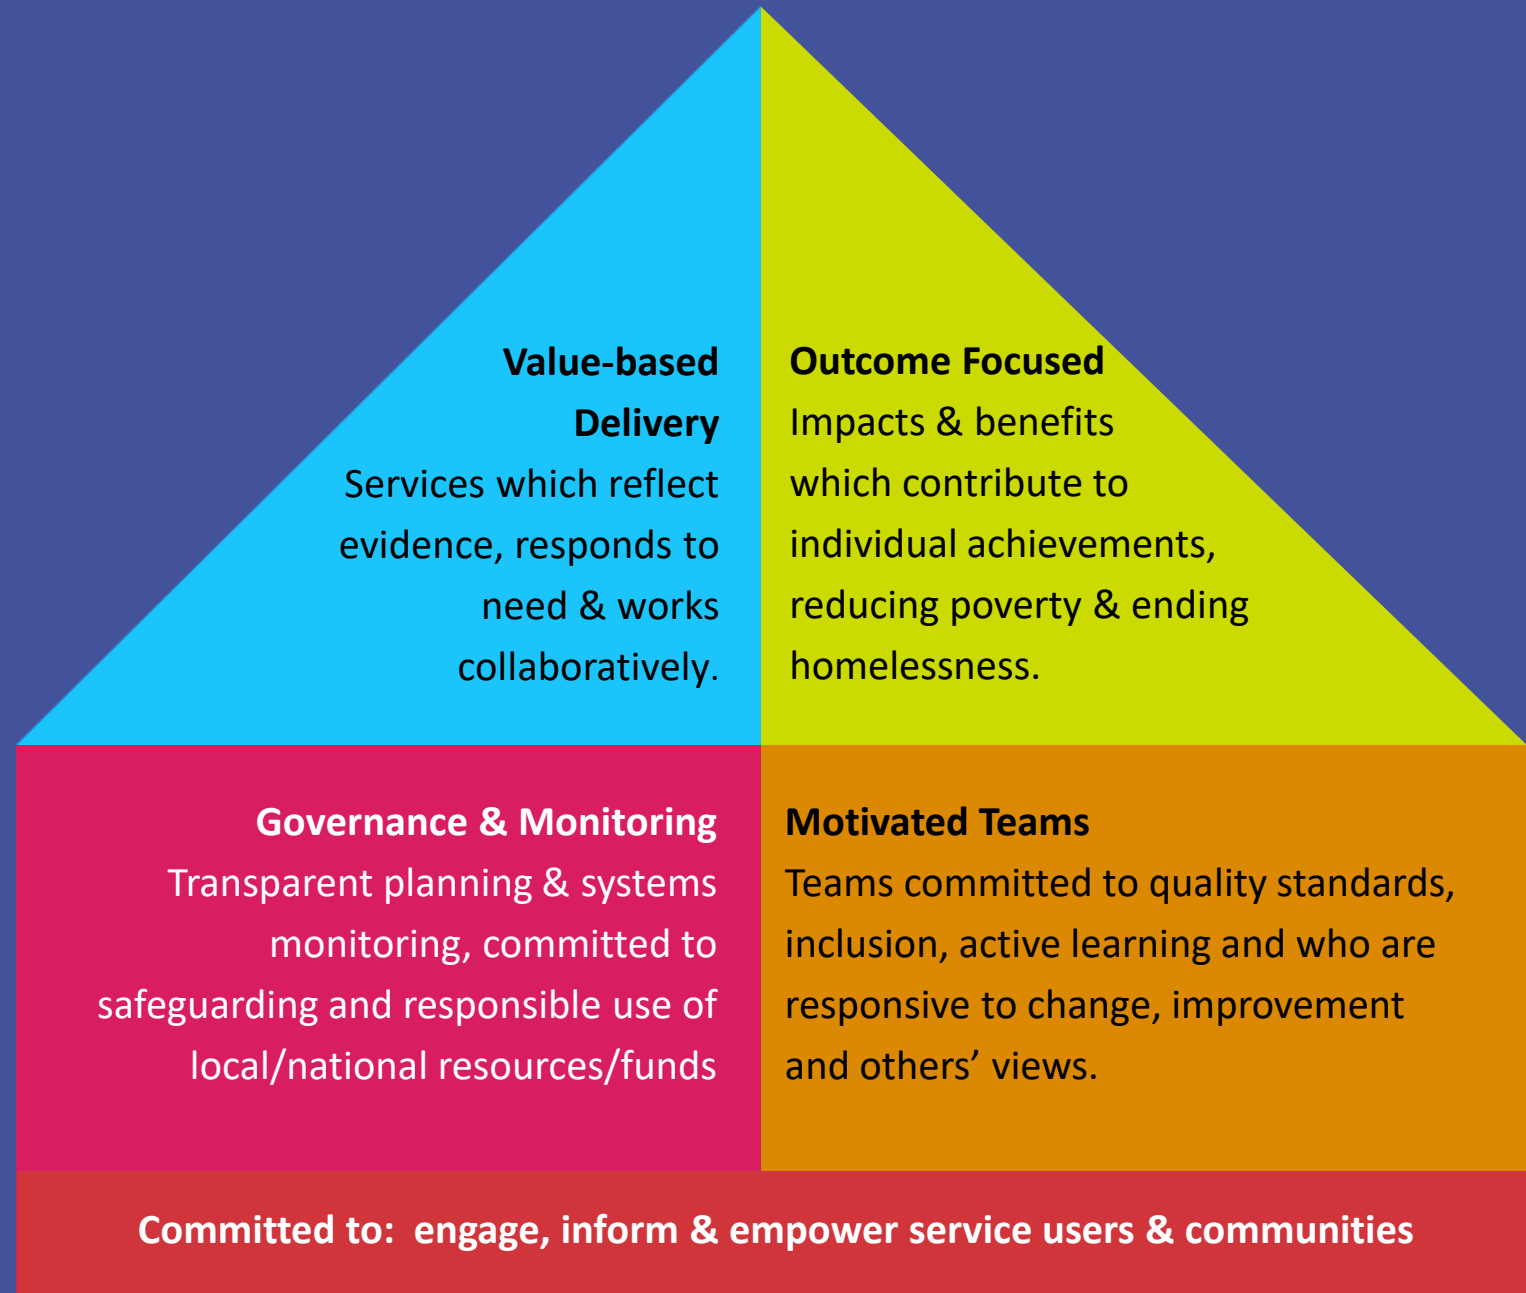 Value-based
Delivery
Services which reflect
evidence, responds to
need & works
collaboratively.
Outcome Focused
Impacts & benefits
which contribute to
individual achievements,
reducing poverty & ending
homelessness.
Governance & Monitoring
Transparent planning & systems
monitoring, committed to
safeguarding and responsible use of
local/national resources/funds
Motivated Teams
Teams committed to quality standards,
inclusion, active learning and who are
responsive to change, improvement
and others’ views.
Committed to:  engage, inform & empower service users & communities